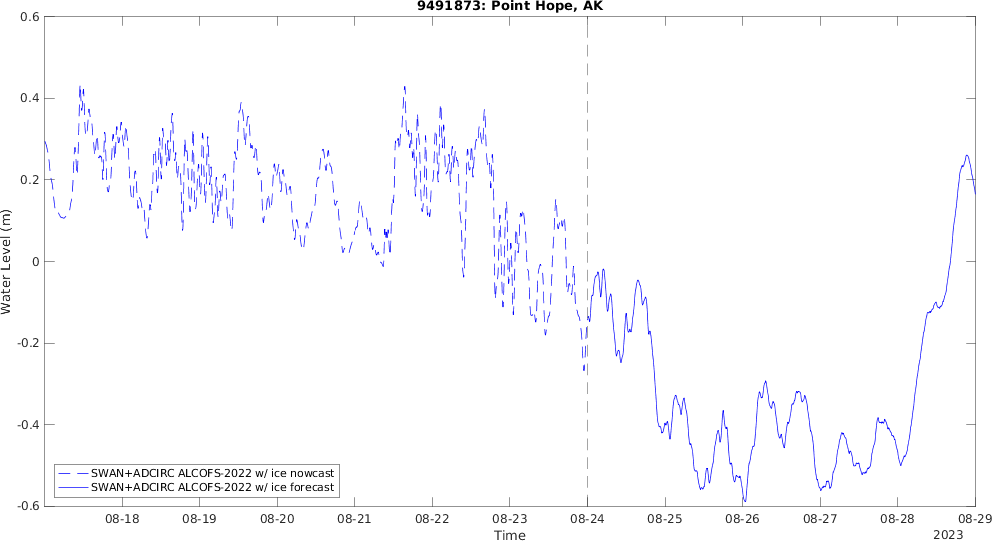 9491873: Point Hope, AK
Water Level (m)
0.6
0.4
0.2
0
-0.2
-0.4
-0.6
SWAN+ADCIRC ALCOFS-2022 w/ ice nowcast
SWAN+ADCIRC ALCOFS-2022 w/ ice forecast
08-18 08-19 08-20 08-21 08-22 08-23 08-24 08-25 08-26 08-27 08-28 08-29
Time
2023